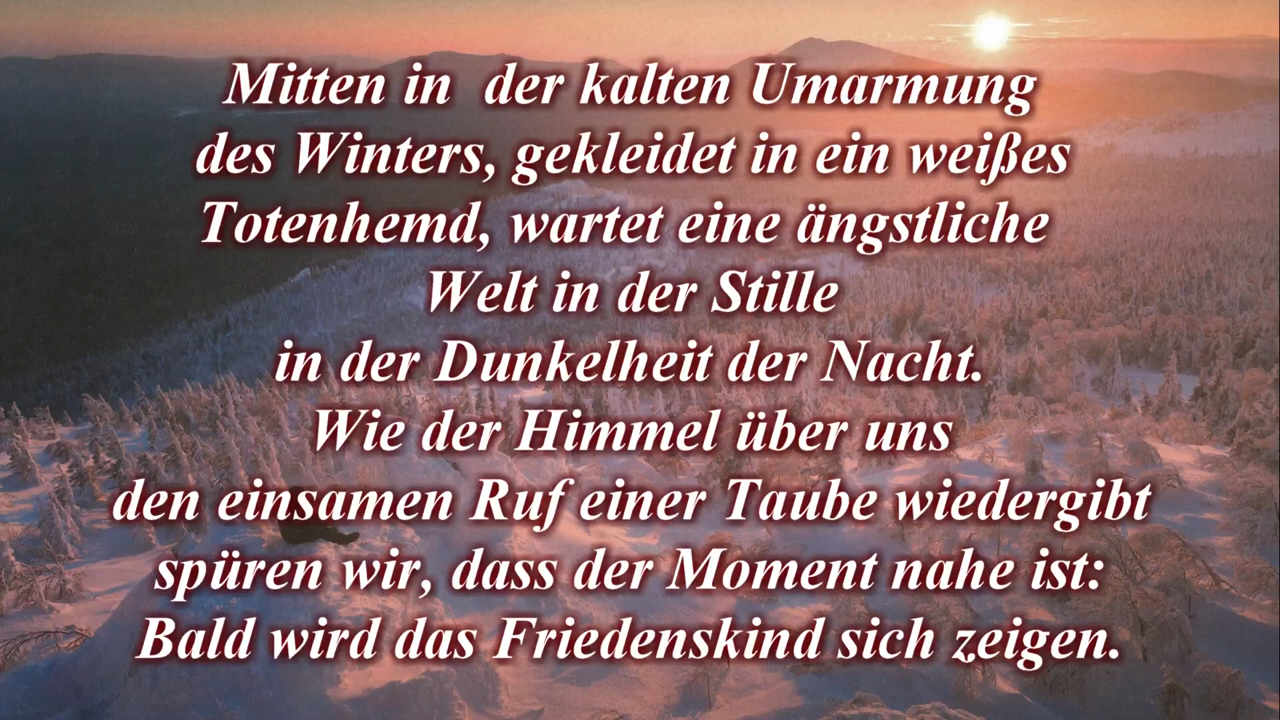 Mitten in  der kalten Umarmung
des Winters, gekleidet in ein weißes
Totenhemd, wartet eine ängstliche
Welt in der Stille
in der Dunkelheit der Nacht.
Wie der Himmel über uns
den einsamen Ruf einer Taube wiedergibt
spüren wir, dass der Moment nahe ist:
Bald wird das Friedenskind sich zeigen.